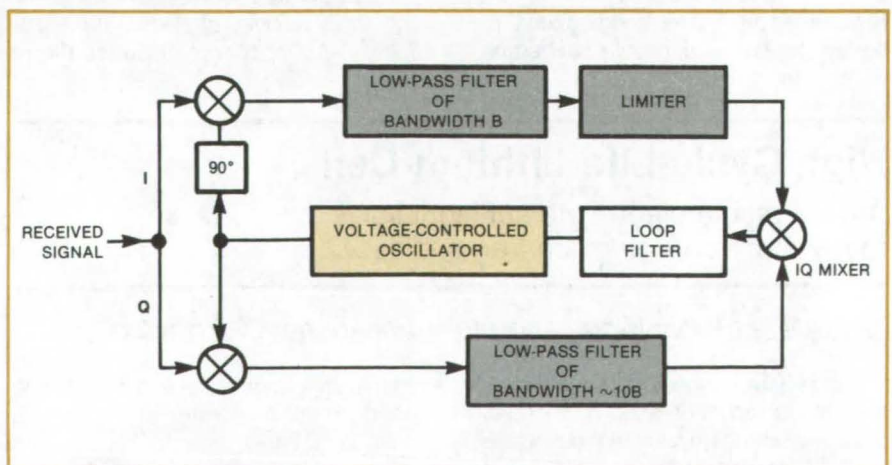 LOW-PASS FILTER
OF
BANDWIDTH B
LIMITER
90°
I
RECEIVED
SIGNAL
VOLTAGE-CONTROLLED
OSCILLATOR
LOOP
FILTER
IQ MIXER
Q
LOW-PASS FILTER
OF
BANDWIDTH ~10B